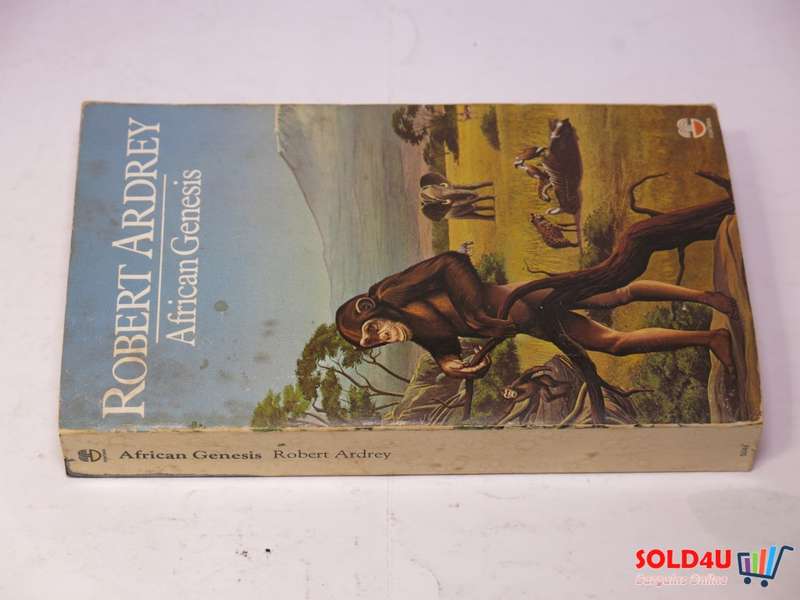 ROBERT ARDREY
African Genesis
African Genesis Robert Ardrey
SOLD4U
Bargains Online